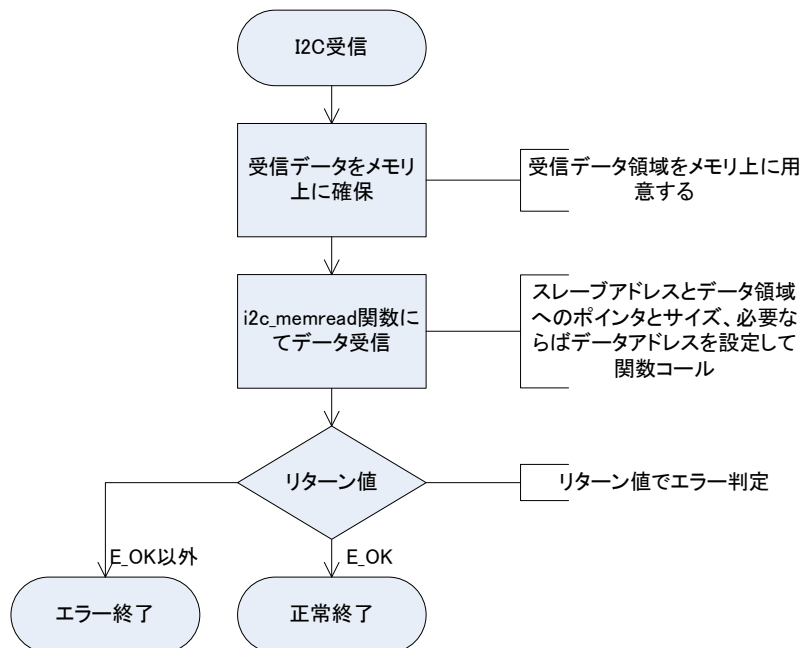 I2C受信
受信データをメモリ
上に確保
受信データ領域をメモリ上に用
意する
i2c_memread関数に
てデータ受信
スレーブアドレスとデータ領域
へのポインタとサイズ、必要な
らばデータアドレスを設定して
関数コール
リターン値
リターン値でエラー判定
E_OK以外
E_OK
エラー終了
正常終了